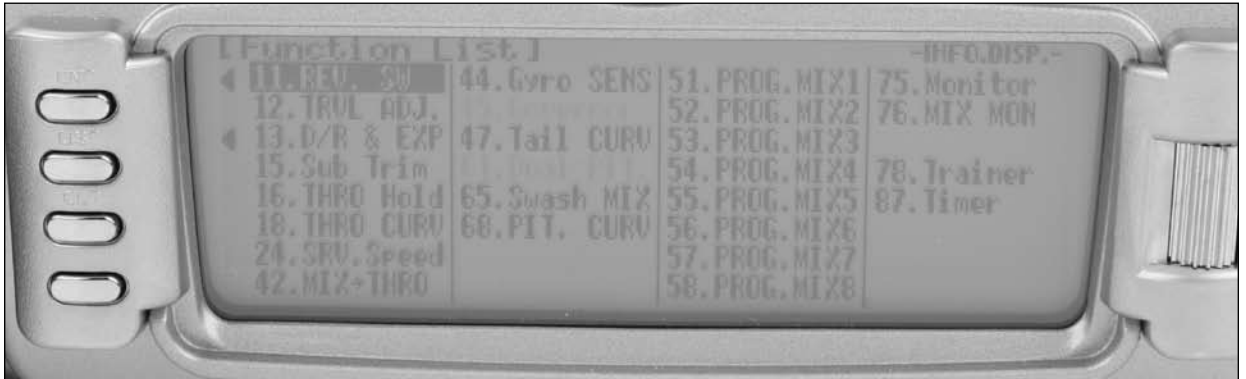 [Function List]
-INFO.DISP.-
11.REV. SW
12.TRVL ADJ.
13.D/R & EXP
15.Sub Trim
16.THRO Hold
18.THRO CURV
24.SRV.Speed
42.MIX→THRO
44.Gyro SENS
47.Tail CURV
65.Swash MIX
68.PIT. CURV
51.PROG.MIX1
52.PROG.MIX2
53.PROG.MIX3
54.PROG.MIX4
55.PROG.MIX5
56.PROG.MIX6
57.PROG.MIX7
58.PROG.MIX8
75.Monitor
76.MIX MON
78.Trainer
87.Timer